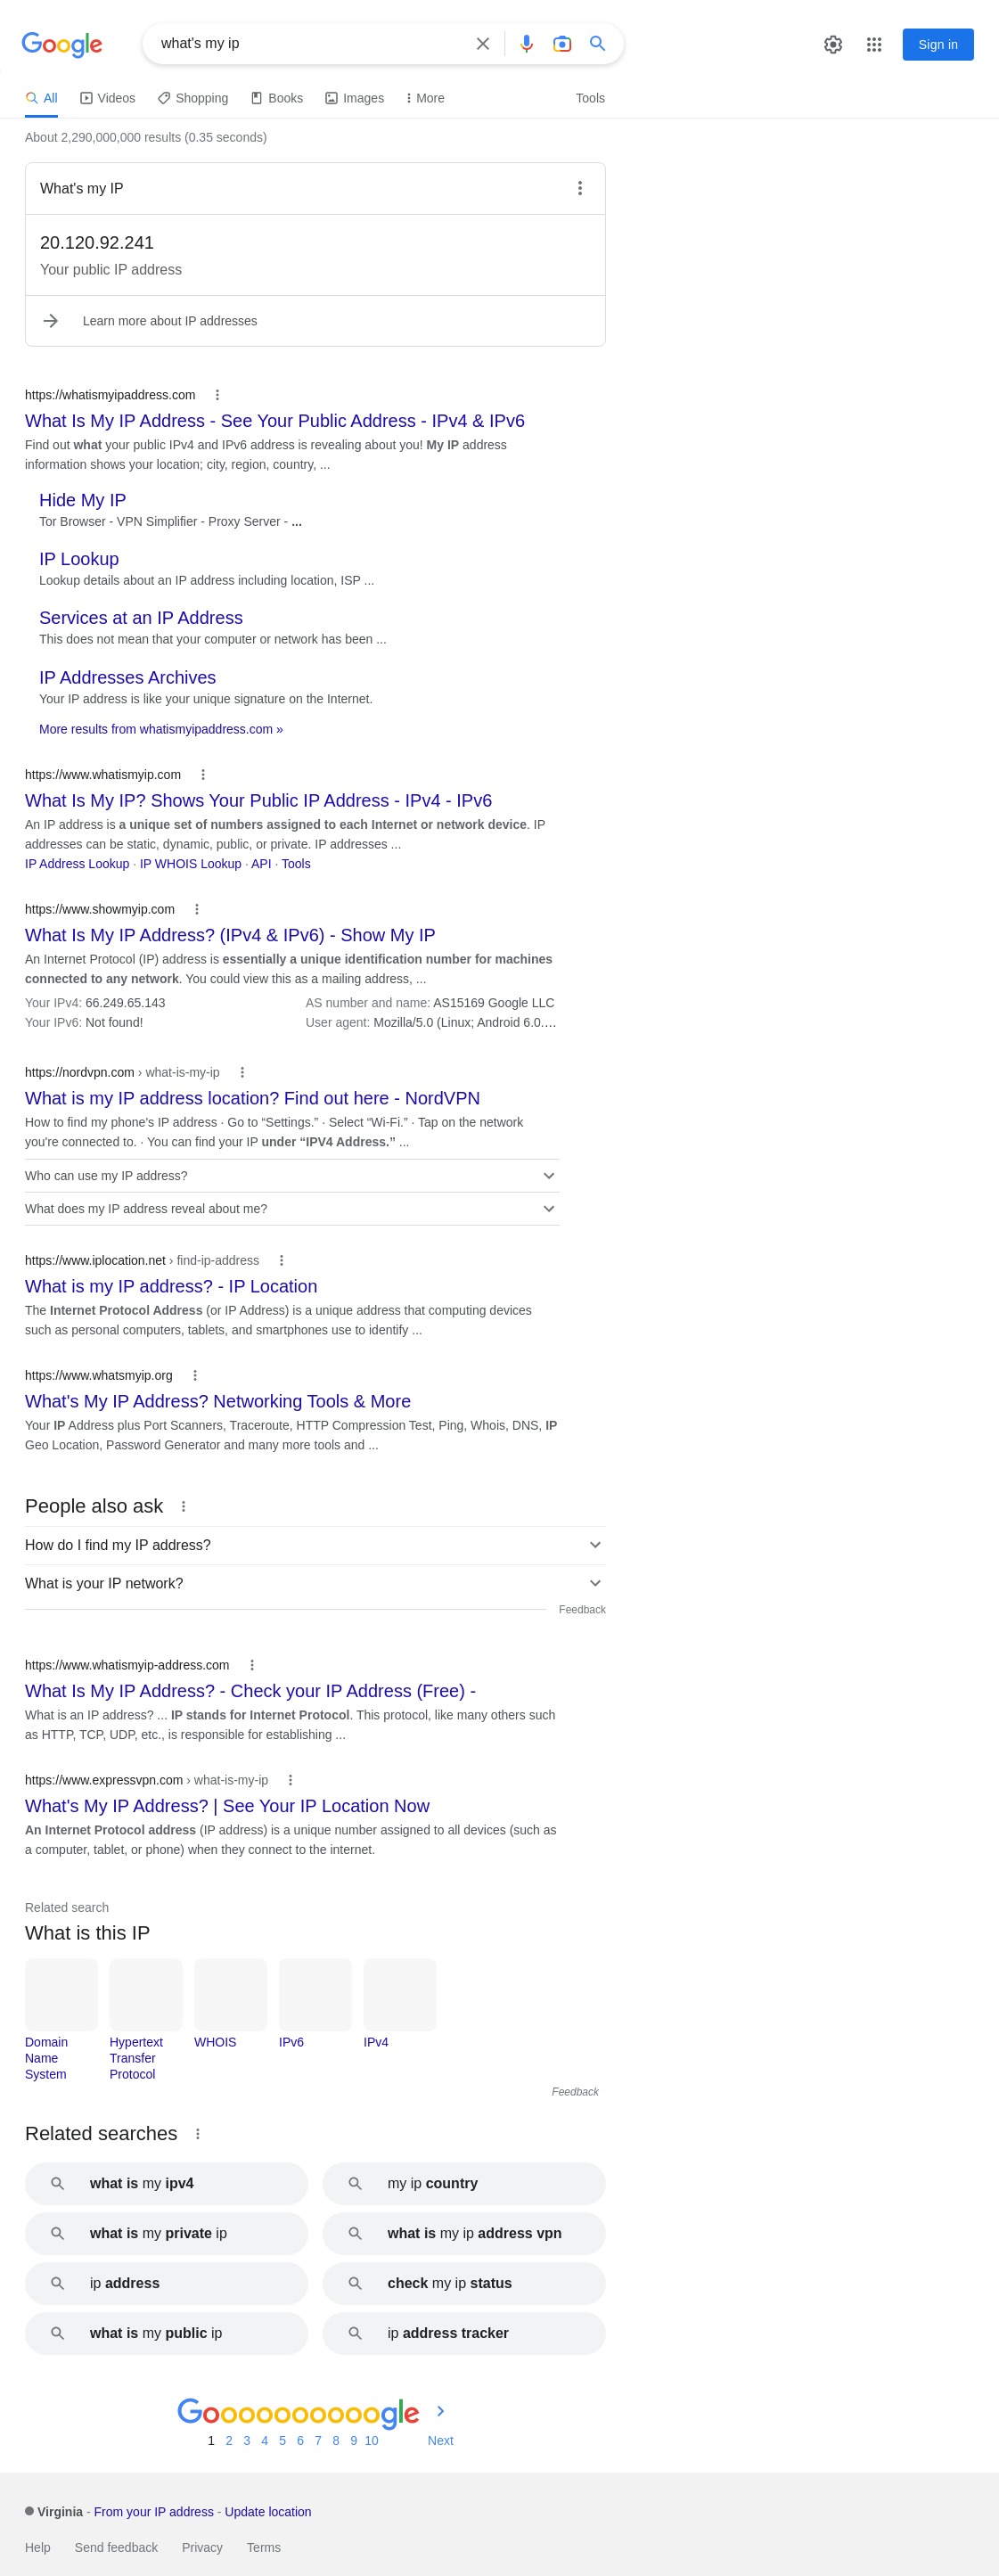 Google
what's my ip
Sign in
All Videos Shopping Books Images More Tools
About 2,290,000,000 results (0.35 seconds)
What's my IP
20.120.92.241
Your public IP address
Learn more about IP addresses
https://whatismyipaddress.com
What Is My IP Address - See Your Public Address - IPv4 & IPv6
Find out what your public IPv4 and IPv6 address is revealing about you! My IP address
information shows your location; city, region, country, ...
Hide My IP
Tor Browser - VPN Simplifier - Proxy Server - ...
IP Lookup
Lookup details about an IP address including location, ISP ...
Services at an IP Address
This does not mean that your computer or network has been ...
IP Addresses Archives
Your IP address is like your unique signature on the Internet.
More results from whatismyipaddress.com »
https://www.whatismyip.com
What Is My IP? Shows Your Public IP Address - IPv4 - IPv6
An IP address is a unique set of numbers assigned to each Internet or network device. IP
addresses can be static, dynamic, public, or private. IP addresses ...
IP Address Lookup · IP WHOIS Lookup · API · Tools
https://www.showmyip.com
What Is My IP Address? (IPv4 & IPv6) - Show My IP
An Internet Protocol (IP) address is essentially a unique identification number for machines
connected to any network. You could view this as a mailing address, ...
Your IPv4: 66.249.65.143 AS number and name: AS15169 Google LLC
Your IPv6: Not found! User agent: Mozilla/5.0 (Linux; Android 6.0.…
https://nordvpn.com › what-is-my-ip
What is my IP address location? Find out here - NordVPN
How to find my phone's IP address · Go to “Settings.” · Select “Wi-Fi.” · Tap on the network
you're connected to. · You can find your IP under “IPV4 Address.” ...
Who can use my IP address?
What does my IP address reveal about me?
https://www.iplocation.net › find-ip-address
What is my IP address? - IP Location
The Internet Protocol Address (or IP Address) is a unique address that computing devices
such as personal computers, tablets, and smartphones use to identify ...
https://www.whatsmyip.org
What's My IP Address? Networking Tools & More
Your IP Address plus Port Scanners, Traceroute, HTTP Compression Test, Ping, Whois, DNS, IP
Geo Location, Password Generator and many more tools and ...
People also ask
How do I find my IP address?
What is your IP network?
Feedback
https://www.whatismyip-address.com
What Is My IP Address? - Check your IP Address (Free) -
What is an IP address? ... IP stands for Internet Protocol. This protocol, like many others such
as HTTP, TCP, UDP, etc., is responsible for establishing ...
https://www.expressvpn.com › what-is-my-ip
What's My IP Address? | See Your IP Location Now
An Internet Protocol address (IP address) is a unique number assigned to all devices (such as
a computer, tablet, or phone) when they connect to the internet.
Related search
What is this IP
Domain Name System
Hypertext Transfer Protocol
WHOIS
IPv6
IPv4
Feedback
Related searches
what is my ipv4
my ip country
what is my private ip
what is my ip address vpn
ip address
check my ip status
what is my public ip
ip address tracker
Goooooooooogle
1 2 3 4 5 6 7 8 9 10 Next
Virginia - From your IP address - Update location
Help Send feedback Privacy Terms